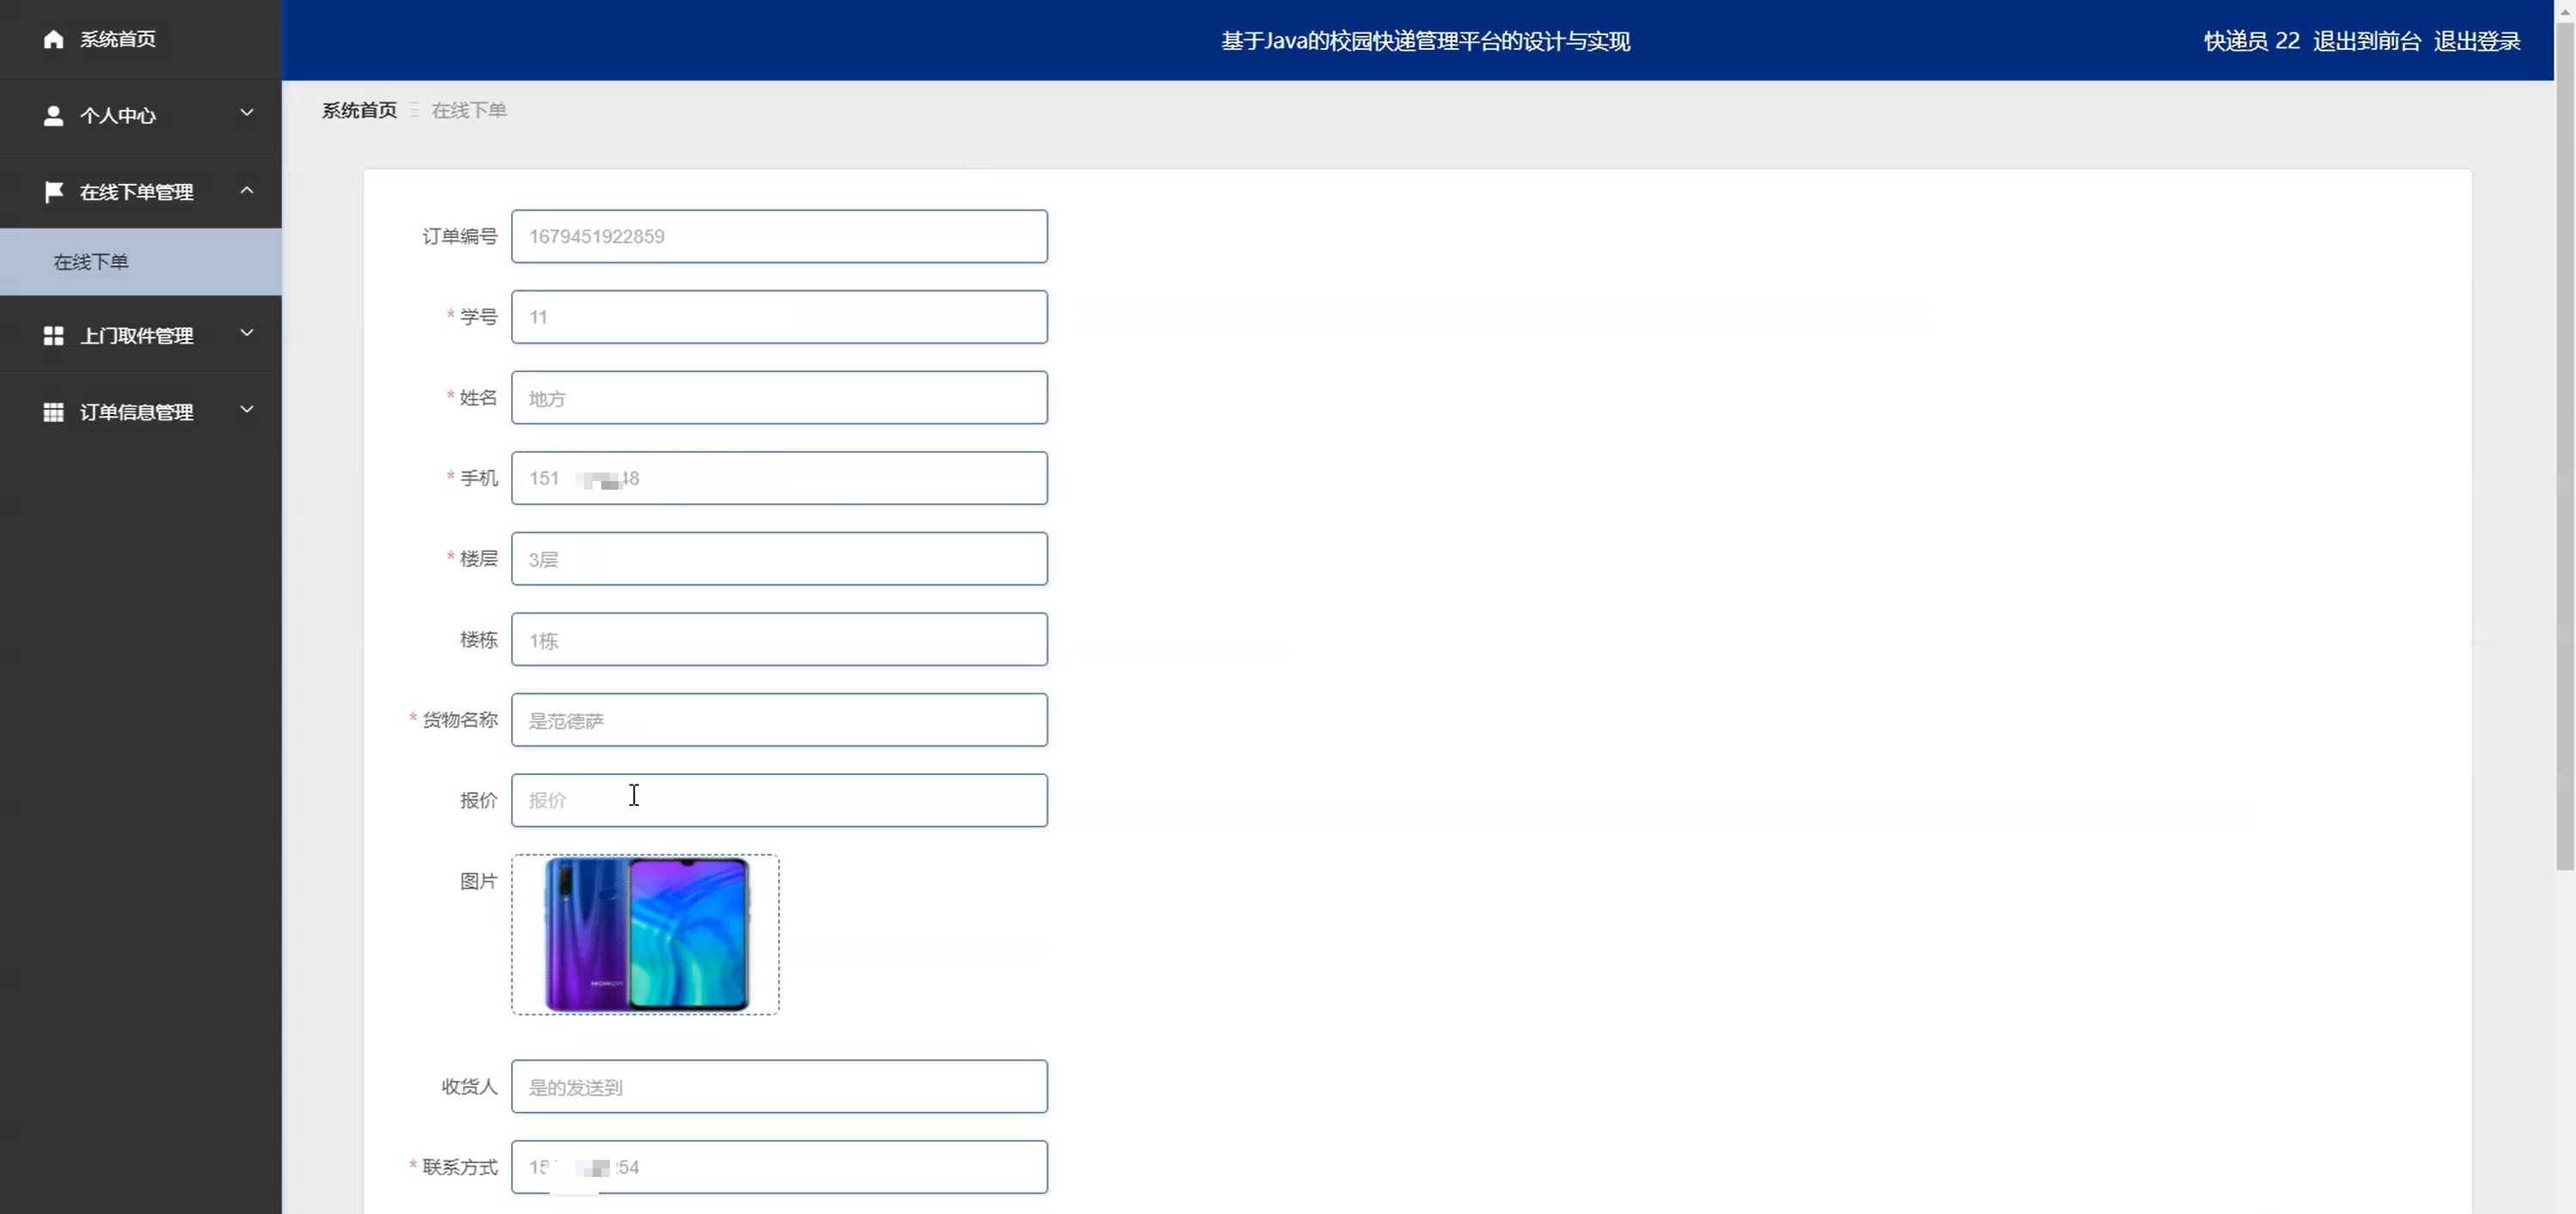 系统首页
个人中心
在线下单管理
在线下单
上门取件管理
订单信息管理
基于Java的校园快递管理平台的设计与实现
快递员 22 退出到前台 退出登录
系统首页 在线下单
订单编号 1679451922859
* 学号 11
* 姓名 地方
* 手机 151 48
* 楼层 3层
楼栋 1栋
* 货物名称 是范德萨
报价 报价
图片
收货人 是的发送到
* 联系方式 15 254